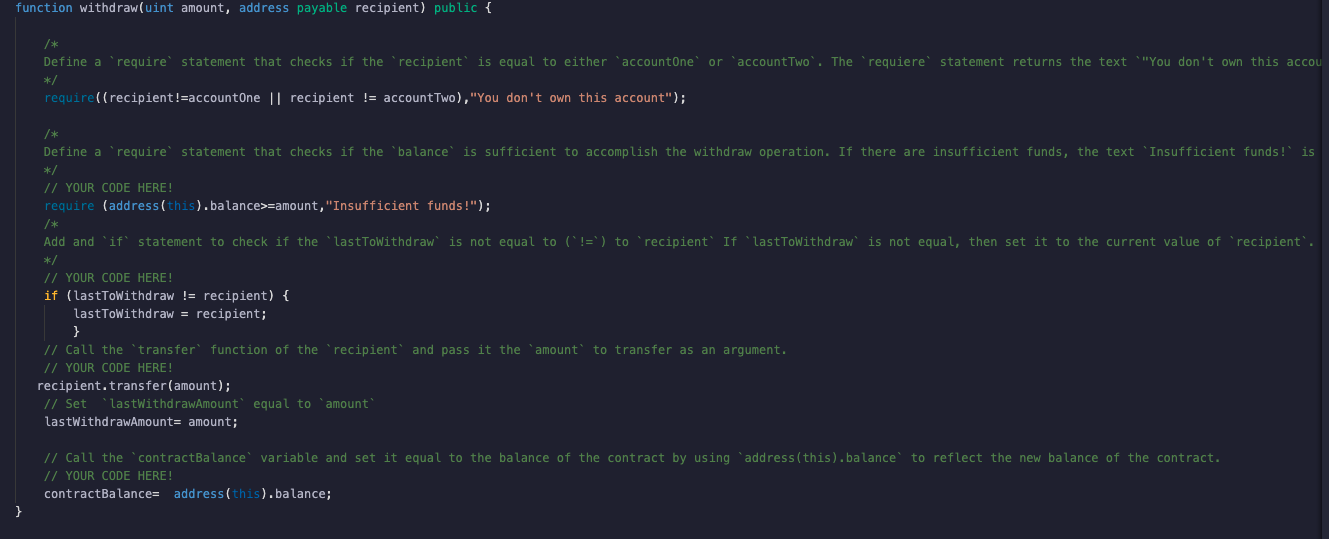 function withdraw(uint amount, address payable recipient) public {
/*
Define a `require` statement that checks if the `recipient` is equal to either `accountOne` or `accountTwo`. The `requiere` statement returns the text `"You don't own this accou
*/
require((recipient!=accountOne || recipient != accountTwo),"You don't own this account");
/*
Define a `require` statement that checks if the `balance` is sufficient to accomplish the withdraw operation. If there are insufficient funds, the text `Insufficient funds!` is
*/
// YOUR CODE HERE!
require (address(this).balance>=amount,"Insufficient funds!");
/*
Add and `if` statement to check if the `lastToWithdraw` is not equal to (`!=`) to `recipient` If `lastToWithdraw` is not equal, then set it to the current value of `recipient`.
*/
// YOUR CODE HERE!
if (lastToWithdraw != recipient) {
lastToWithdraw = recipient;
}
// Call the `transfer` function of the `recipient` and pass it the `amount` to transfer as an argument.
// YOUR CODE HERE!
recipient.transfer(amount);
// Set  `lastWithdrawAmount` equal to `amount`
lastWithdrawAmount= amount;
// Call the `contractBalance` variable and set it equal to the balance of the contract by using `address(this).balance` to reflect the new balance of the contract.
// YOUR CODE HERE!
contractBalance=  address(this).balance;
}